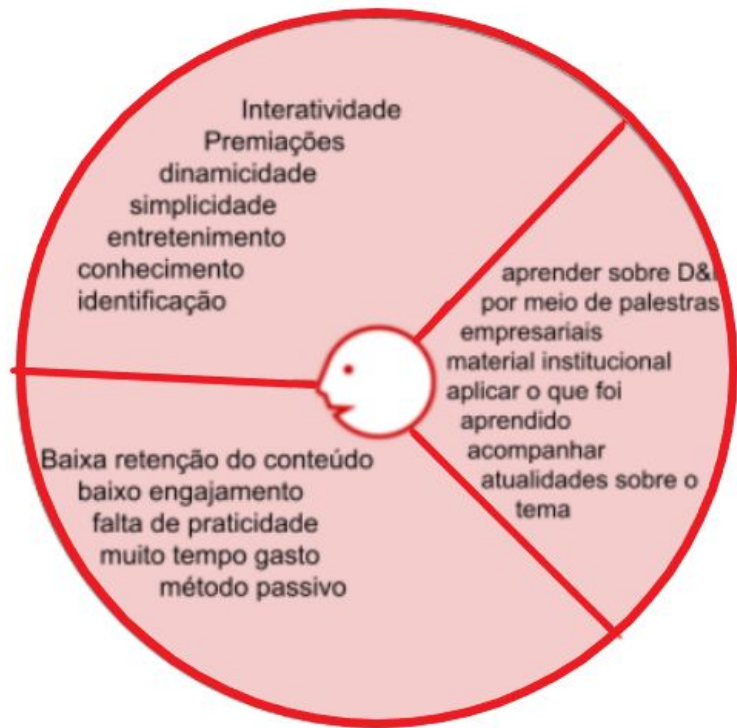 Interatividade
Premiações
dinamicidade
simplicidade
entretenimento
conhecimento
identificação
aprender sobre D&I
por meio de palestras
empresariais
material institucional
aplicar o que foi
aprendido
acompanhar
atualidades sobre o
tema
Baixa retenção do conteúdo
baixo engajamento
falta de praticidade
muito tempo gasto
método passivo